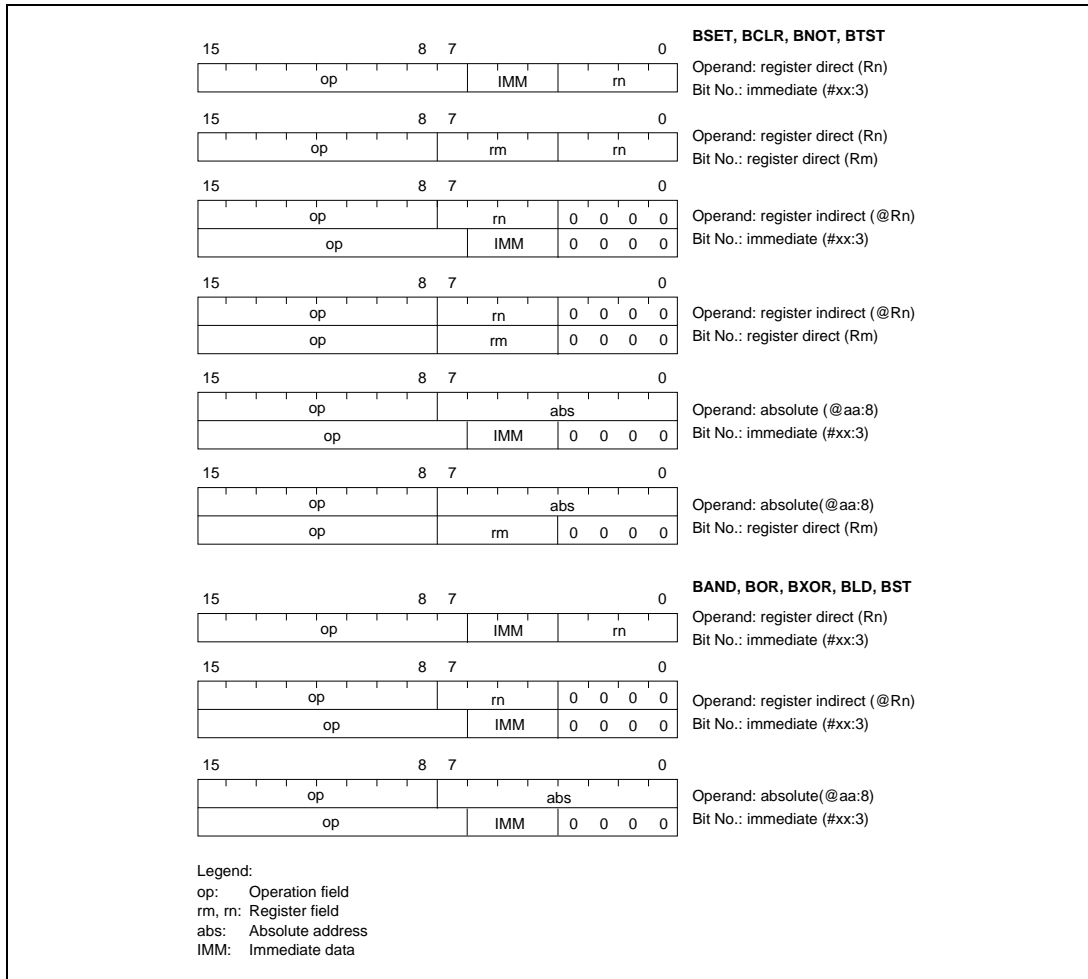 BSET, BCLR, BNOT, BTST
15 8 7 0
op IMM rn
Operand: register direct (Rn)
Bit No.: immediate (#xx:3)
15 8 7 0
op rm rn
Operand: register direct (Rn)
Bit No.: register direct (Rm)
15 8 7 0
op rn 0 0 0 0
op IMM 0 0 0 0
Operand: register indirect (@Rn)
Bit No.: immediate (#xx:3)
15 8 7 0
op rn 0 0 0 0
op rm 0 0 0 0
Operand: register indirect (@Rn)
Bit No.: register direct (Rm)
15 8 7 0
op abs
op IMM 0 0 0 0
Operand: absolute (@aa:8)
Bit No.: immediate (#xx:3)
15 8 7 0
op abs
op rm 0 0 0 0
Operand: absolute(@aa:8)
Bit No.: register direct (Rm)
BAND, BOR, BXOR, BLD, BST
15 8 7 0
op IMM rn
Operand: register direct (Rn)
Bit No.: immediate (#xx:3)
15 8 7 0
op rn 0 0 0 0
op IMM 0 0 0 0
Operand: register indirect (@Rn)
Bit No.: immediate (#xx:3)
15 8 7 0
op abs
op IMM 0 0 0 0
Operand: absolute(@aa:8)
Bit No.: immediate (#xx:3)
Legend:
op: Operation field
rm, rn: Register field
abs: Absolute address
IMM: Immediate data